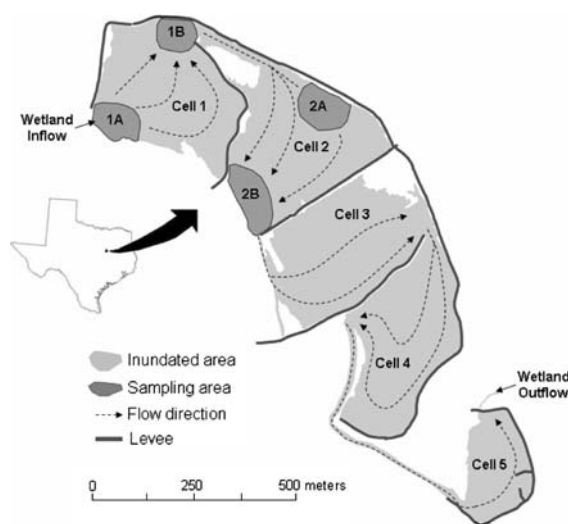 1B
1A
Cell 1
Wetland
Inflow
2A
Cell 2
2B
Cell 3
Inundated area
Sampling area
Flow direction
Levee
Cell 4
Wetland
Outflow
Cell 5
0 250 500 meters